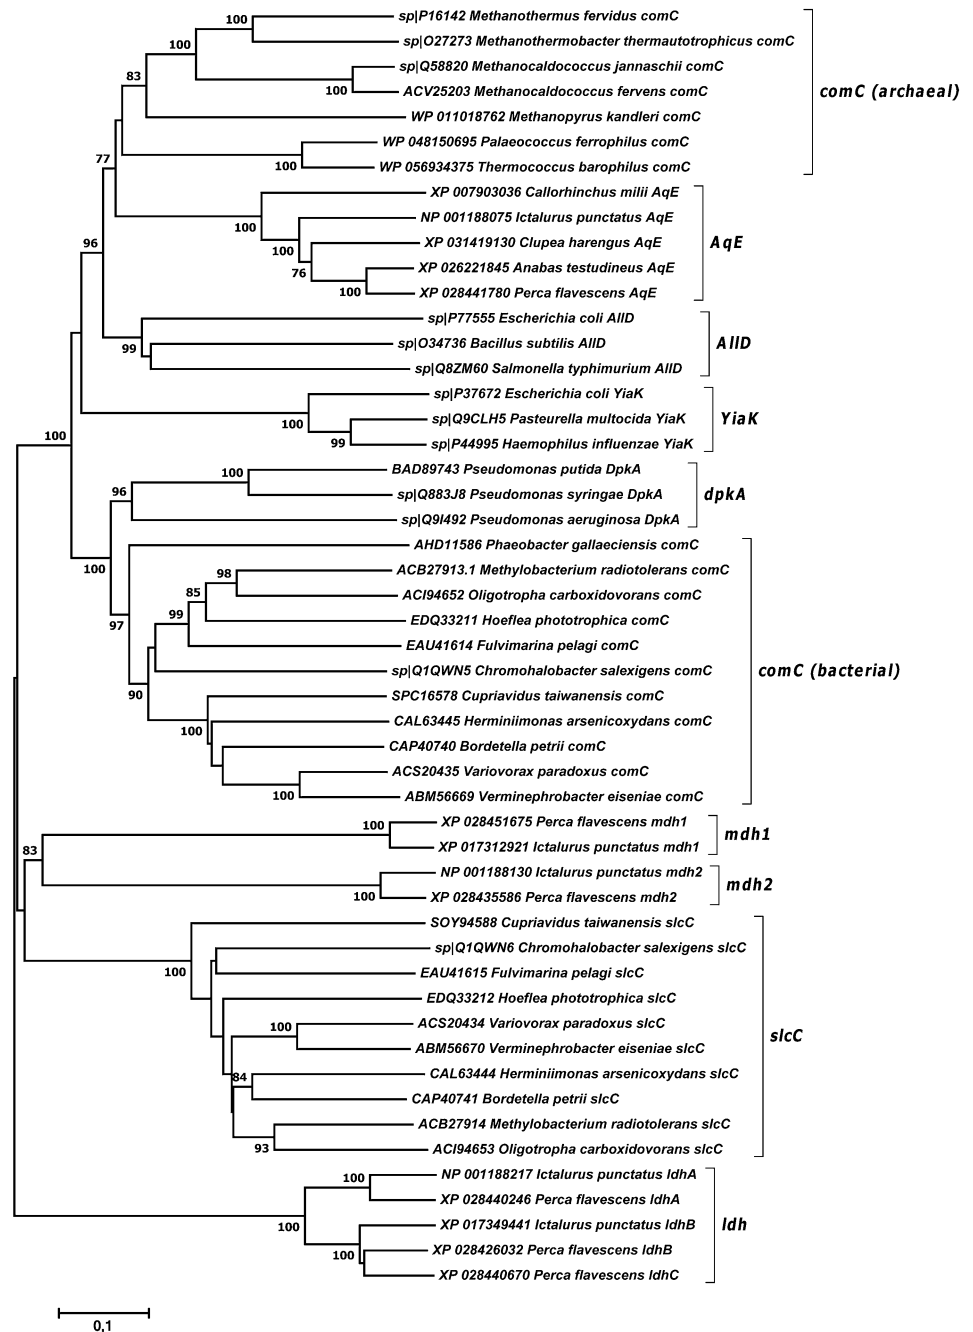 100 sp|P16142 Methanothermus fervidus comC
100 sp|O27273 Methanothermobacter thermautotrophicus comC
sp|Q58820 Methanocaldococcus jannaschii comC
83 100 ACV25203 Methanocaldococcus fervens comC
comC (archaeal)
WP 011018762 Methanopyrus kandleri comC
WP 048150695 Palaeococcus ferrophilus comC
77 100 WP 056934375 Thermococcus barophilus comC
XP 007903036 Callorhinchus milii AqE
100 NP 001188075 Ictalurus punctatus AqE
96 100 XP 031419130 Clupea harengus AqE
AqE
76 XP 026221845 Anabas testudineus AqE
100 XP 028441780 Perca flavescens AqE
sp|P77555 Escherichia coli AllD
99 sp|O34736 Bacillus subtilis AllD
AllD
sp|Q8ZM60 Salmonella typhimurium AllD
sp|P37672 Escherichia coli YiaK
100 sp|Q9CLH5 Pasteurella multocida YiaK
YiaK
100 99 sp|P44995 Haemophilus influenzae YiaK
100 BAD89743 Pseudomonas putida DpkA
96 sp|Q883J8 Pseudomonas syringae DpkA
dpkA
sp|Q9I492 Pseudomonas aeruginosa DpkA
AHD11586 Phaeobacter gallaeciensis comC
100 98 ACB27913.1 Methylobacterium radiotolerans comC
85 ACI94652 Oligotropha carboxidovorans comC
99 EDQ33211 Hoeflea phototrophica comC
97 EAU41614 Fulvimarina pelagi comC
sp|Q1QWN5 Chromohalobacter salexigens comC
comC (bacterial)
90 SPC16578 Cupriavidus taiwanensis comC
100 CAL63445 Herminiimonas arsenicoxydans comC
CAP40740 Bordetella petrii comC
ACS20435 Variovorax paradoxus comC
100 ABM56669 Verminephrobacter eiseniae comC
100 XP 028451675 Perca flavescens mdh1
mdh1
83 XP 017312921 Ictalurus punctatus mdh1
NP 001188130 Ictalurus punctatus mdh2
mdh2
100 XP 028435586 Perca flavescens mdh2
SOY94588 Cupriavidus taiwanensis slcC
sp|Q1QWN6 Chromohalobacter salexigens slcC
100 EAU41615 Fulvimarina pelagi slcC
EDQ33212 Hoeflea phototrophica slcC
100 ACS20434 Variovorax paradoxus slcC
slcC
ABM56670 Verminephrobacter eiseniae slcC
84 CAL63444 Herminiimonas arsenicoxydans slcC
CAP40741 Bordetella petrii slcC
ACB27914 Methylobacterium radiotolerans slcC
93 ACI94653 Oligotropha carboxidovorans slcC
100 NP 001188217 Ictalurus punctatus ldhA
XP 028440246 Perca flavescens ldhA
100 XP 017349441 Ictalurus punctatus ldhB
ldh
100 XP 028426032 Perca flavescens ldhB
XP 028440670 Perca flavescens ldhC
0,1